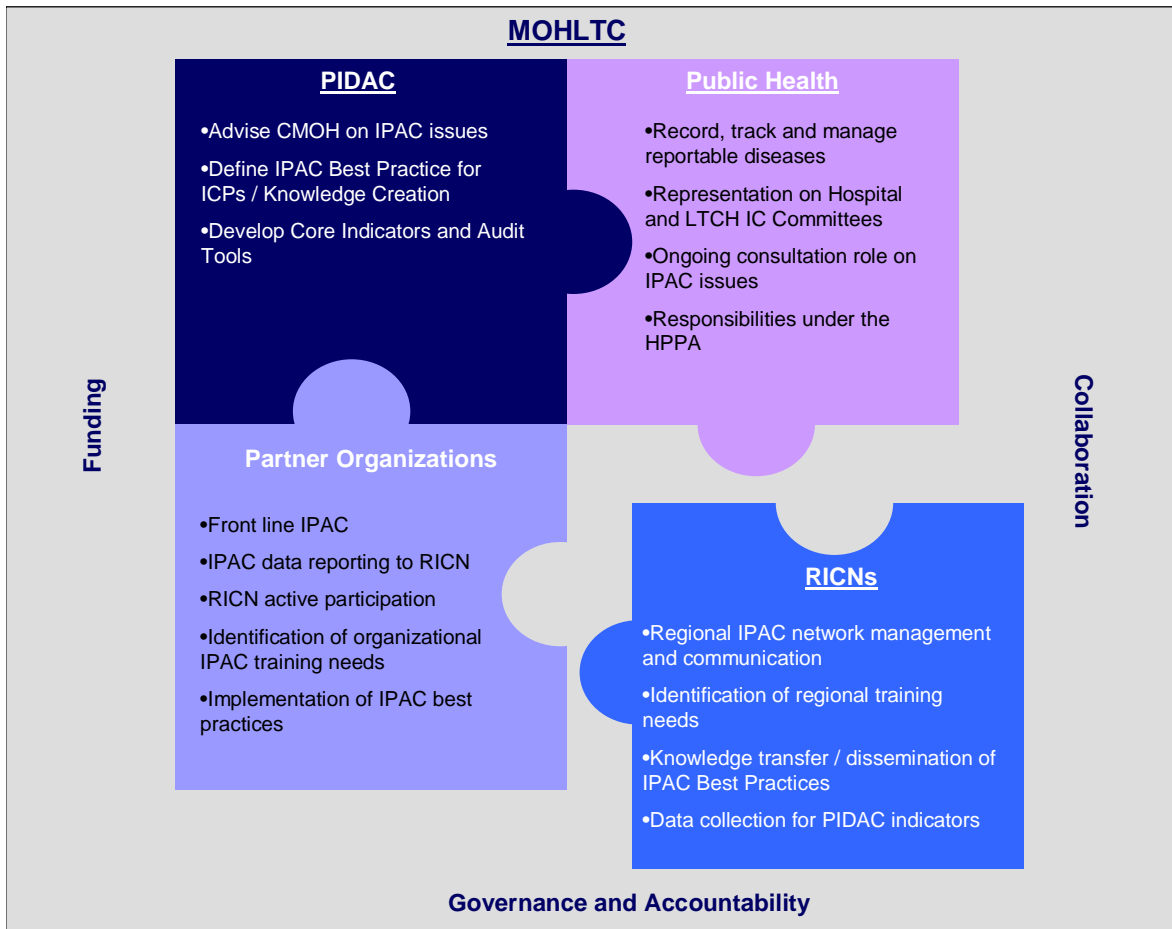 MOHLTC
PIDAC
•Advise CMOH on IPAC issues
•Define IPAC Best Practice for
ICPs / Knowledge Creation
•Develop Core Indicators and Audit
Tools
Public Health
•Record, track and manage
reportable diseases
•Representation on Hospital
and LTCH IC Committees
•Ongoing consultation role on
IPAC issues
•Responsibilities under the
HPPA
Funding
Collaboration
Partner Organizations
•Front line IPAC
•IPAC data reporting to RICN
•RICN active participation
•Identification of organizational
IPAC training needs
•Implementation of IPAC best
practices
RICNs
•Regional IPAC network management
and communication
•Identification of regional training
needs
•Knowledge transfer / dissemination of
IPAC Best Practices
•Data collection for PIDAC indicators
Governance and Accountability